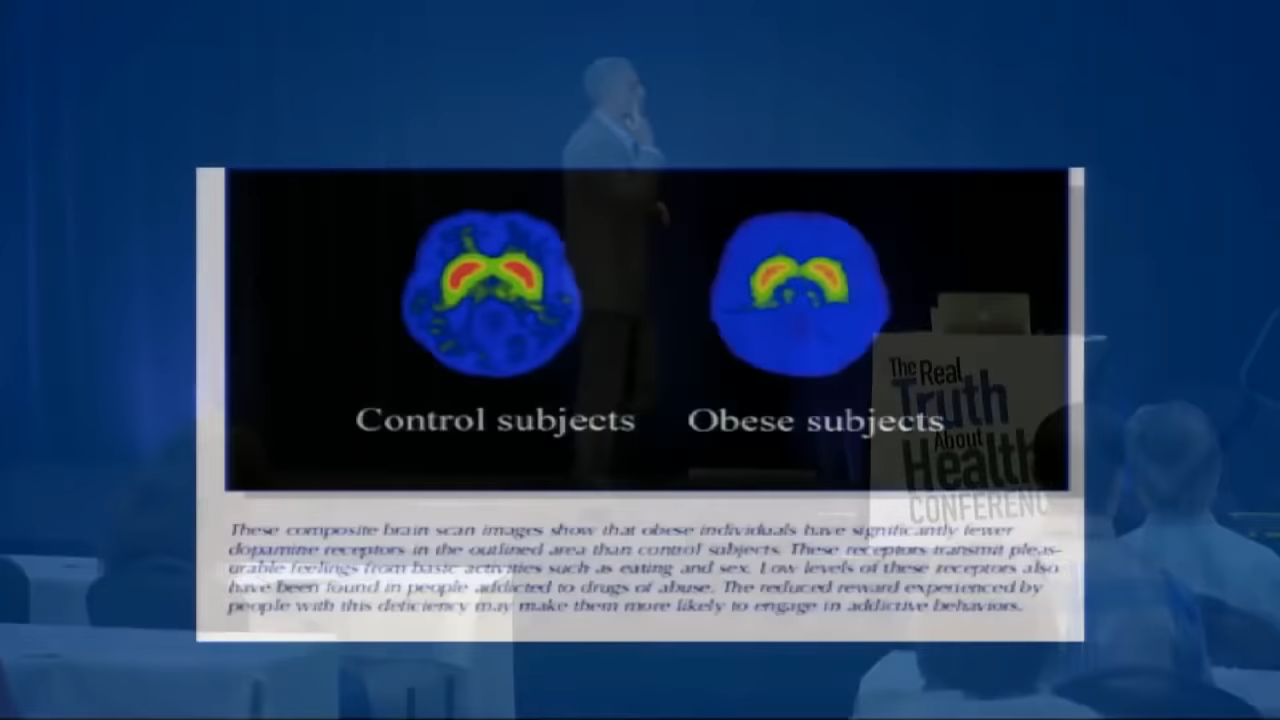 Control subjects
Obese subjects
The Real
Truth
About
Health
CONFERENC
These composite brain scan images show that obese individuals have significantly fewer
dopamine receptors in the outlined area than control subjects. These receptors transmit pleas-
urable feelings from basic activities such as eating and sex. Low levels of these receptors also
have been found in people addicted to drugs of abuse. The reduced reward experienced by
people with this deficiency may make them more likely to engage in addictive behaviors.